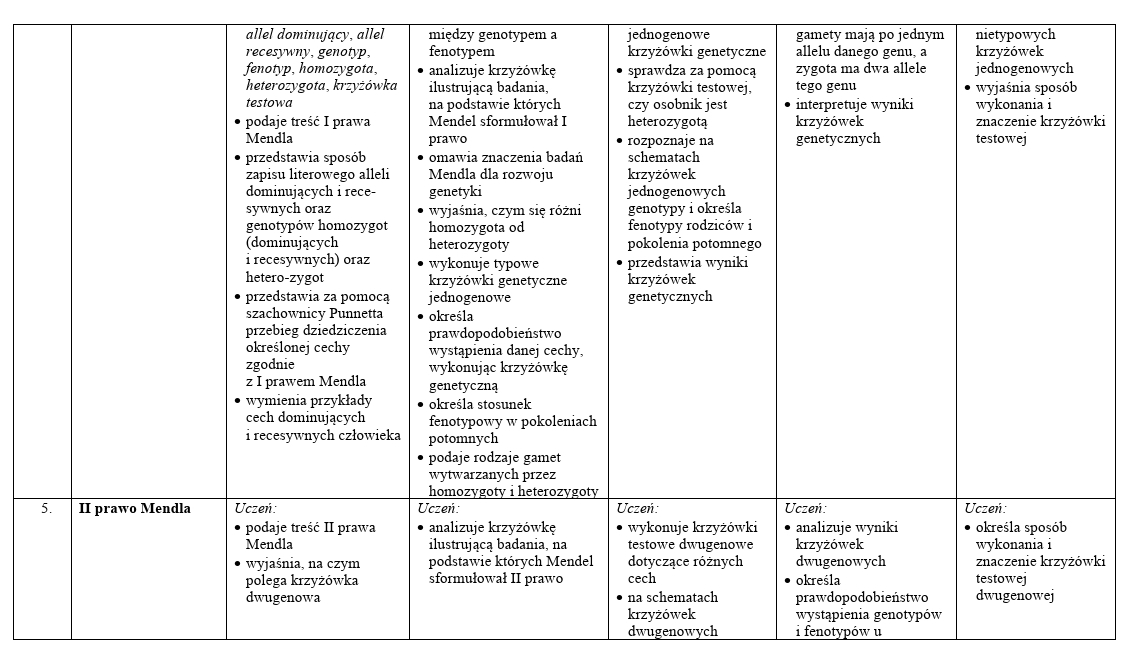 allel dominujący, allel
recesywny, genotyp,
fenotyp, homozygota,
heterozygota, krzyżówka
testowa
• podaje treść I prawa
Mendla
• przedstawia sposób
zapisu literowego alleli
dominujących i rece-
sywnych oraz
genotypów homozygot
(dominujących
i recesywnych) oraz
hetero-zygot
• przedstawia za pomocą
szachownicy Punnetta
przebieg dziedziczenia
określonej cechy
zgodnie
z I prawem Mendla
• wymienia przykłady
cech dominujących
i recesywnych człowieka
między genotypem a
fenotypem
• analizuje krzyżówkę
ilustrującą badania,
na podstawie których
Mendel sformułował I
prawo
• omawia znaczenia badań
Mendla dla rozwoju
genetyki
• wyjaśnia, czym się różni
homozygota od
heterozygoty
• wykonuje typowe
krzyżówki genetyczne
jednogenowe
• określa
prawdopodobieństwo
wystąpienia danej cechy,
wykonując krzyżówkę
genetyczną
• określa stosunek
fenotypowy w pokoleniach
potomnych
• podaje rodzaje gamet
wytwarzanych przez
homozygoty i heterozygoty
jednogenowe
krzyżówki genetyczne
• sprawdza za pomocą
krzyżówki testowej,
czy osobnik jest
heterozygotą
• rozpoznaje na
schematach
krzyżówek
jednogenowych
genotypy i określa
fenotypy rodziców i
pokolenia potomnego
• przedstawia wyniki
krzyżówek
genetycznych
gamety mają po jednym
allelu danego genu, a
zygota ma dwa allele
tego genu
• interpretuje wyniki
krzyżówek
genetycznych
nietypowych
krzyżówek
jednogenowych
• wyjaśnia sposób
wykonania i
znaczenie krzyżówki
testowej
5.
II prawo Mendla
Uczeń:
• podaje treść II prawa
Mendla
• wyjaśnia, na czym
polega krzyżówka
dwugenowa
Uczeń:
• analizuje krzyżówkę
ilustrującą badania, na
podstawie których Mendel
sformułował II prawo
Uczeń:
• wykonuje krzyżówki
testowe dwugenowe
dotyczące różnych
cech
• na schematach
krzyżówek
dwugenowych
Uczeń:
• analizuje wyniki
krzyżówek
dwugenowych
• określa
prawdopodobieństwo
wystąpienia genotypów
i fenotypów u
Uczeń:
• określa sposób
wykonania i
znaczenie krzyżówki
testowej
dwugenowej